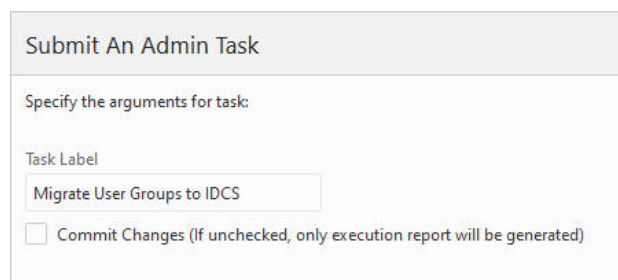 Submit An Admin Task
Specify the arguments for task:
Task Label
Migrate User Groups to IDCS
Commit Changes (If unchecked, only execution report will be generated)